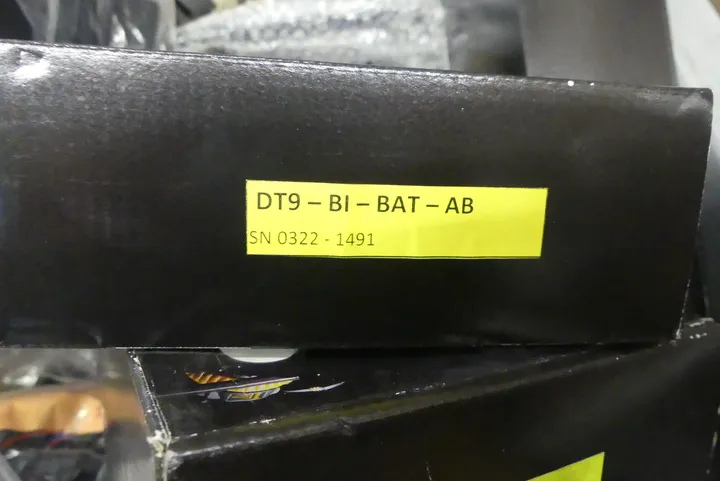 DT9 – BI – BAT – AB
SN 0322 - 1491